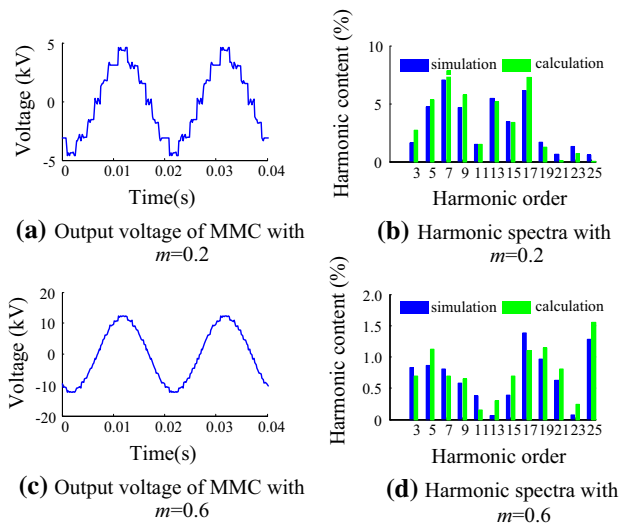 Voltage (kV)
5
0
-5
0 0.01 0.02 0.03 0.04
Time(s)
(a) Output voltage of MMC with
m=0.2
Harmonic content (%)
10
5
0
simulation calculation
3 5 7 9 11 13 15 17 19 21 23 25
Harmonic order
(b) Harmonic spectra with
m=0.2
Voltage (kV)
20
10
0
-10
-20
0 0.01 0.02 0.03 0.04
Time(s)
(c) Output voltage of MMC with
m=0.6
Harmonic content (%)
2.0
1.5
1.0
0.5
0
simulation calculation
3 5 7 9 11 13 15 17 19 21 23 25
Harmonic order
(d) Harmonic spectra with
m=0.6